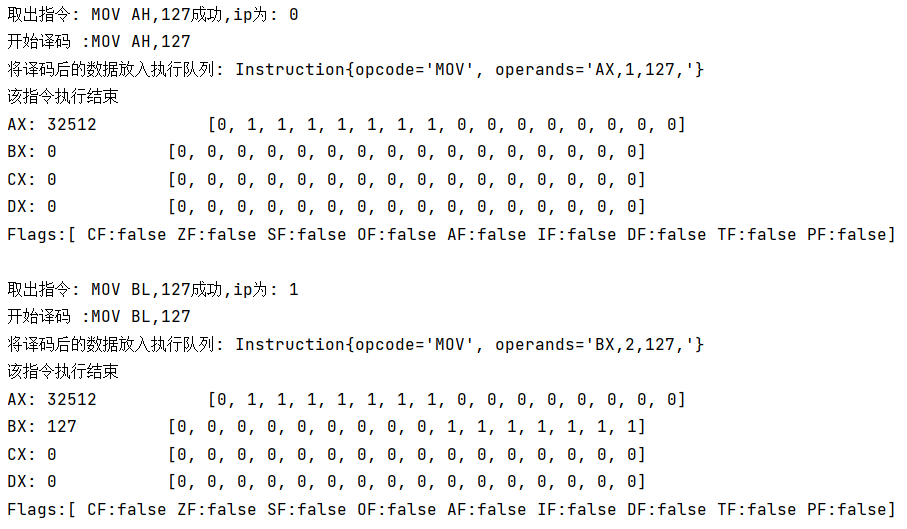 取出指令: MOV AH,127成功,ip为: 0
开始译码 :MOV AH,127
将译码后的数据放入执行队列: Instruction{opcode='MOV', operands='AX,1,127,'}
该指令执行结束
AX: 32512 [0, 1, 1, 1, 1, 1, 1, 1, 0, 0, 0, 0, 0, 0, 0, 0]
BX: 0 [0, 0, 0, 0, 0, 0, 0, 0, 0, 0, 0, 0, 0, 0, 0, 0]
CX: 0 [0, 0, 0, 0, 0, 0, 0, 0, 0, 0, 0, 0, 0, 0, 0, 0]
DX: 0 [0, 0, 0, 0, 0, 0, 0, 0, 0, 0, 0, 0, 0, 0, 0, 0]
Flags:[ CF:false ZF:false SF:false OF:false AF:false IF:false DF:false TF:false PF:false]
取出指令: MOV BL,127成功,ip为: 1
开始译码 :MOV BL,127
将译码后的数据放入执行队列: Instruction{opcode='MOV', operands='BX,2,127,'}
该指令执行结束
AX: 32512 [0, 1, 1, 1, 1, 1, 1, 1, 0, 0, 0, 0, 0, 0, 0, 0]
BX: 127 [0, 0, 0, 0, 0, 0, 0, 0, 0, 1, 1, 1, 1, 1, 1, 1]
CX: 0 [0, 0, 0, 0, 0, 0, 0, 0, 0, 0, 0, 0, 0, 0, 0, 0]
DX: 0 [0, 0, 0, 0, 0, 0, 0, 0, 0, 0, 0, 0, 0, 0, 0, 0]
Flags:[ CF:false ZF:false SF:false OF:false AF:false IF:false DF:false TF:false PF:false]